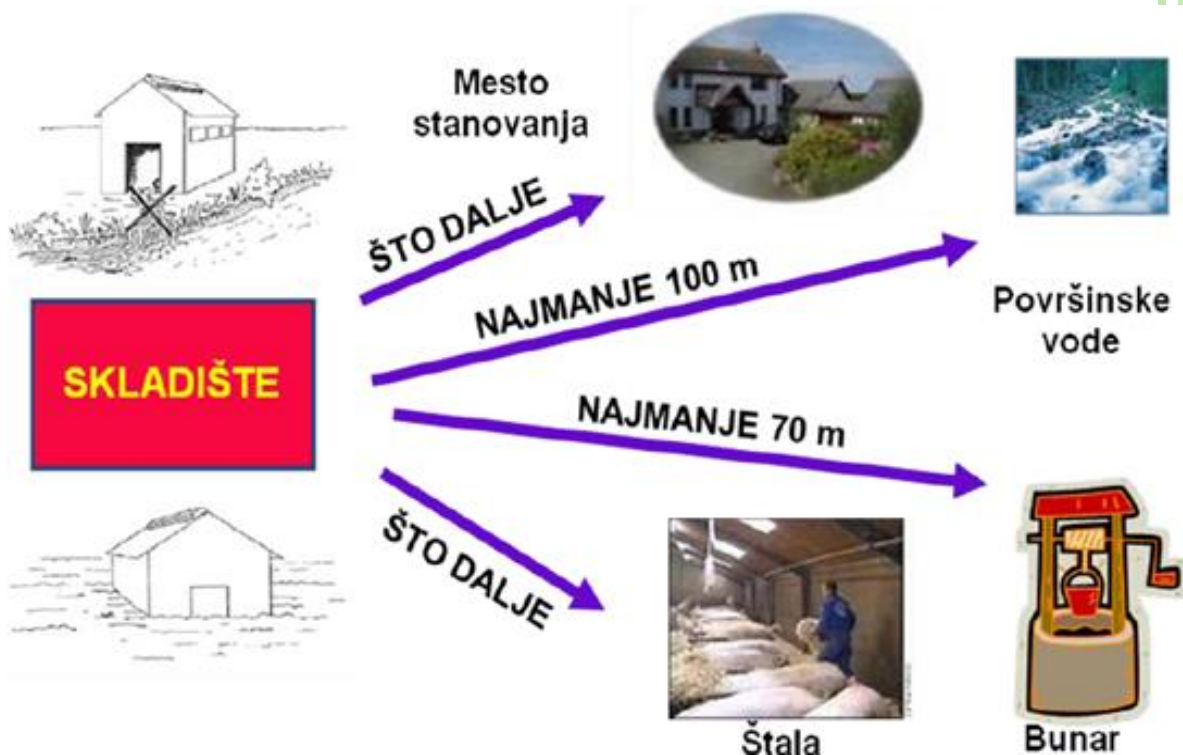 Mesto
stanovanja
ŠTO DALJE
NAJMANJE 100 m
Površinske
vode
SKLADIŠTE
NAJMANJE 70 m
ŠTO DALJE
Štala
Bunar